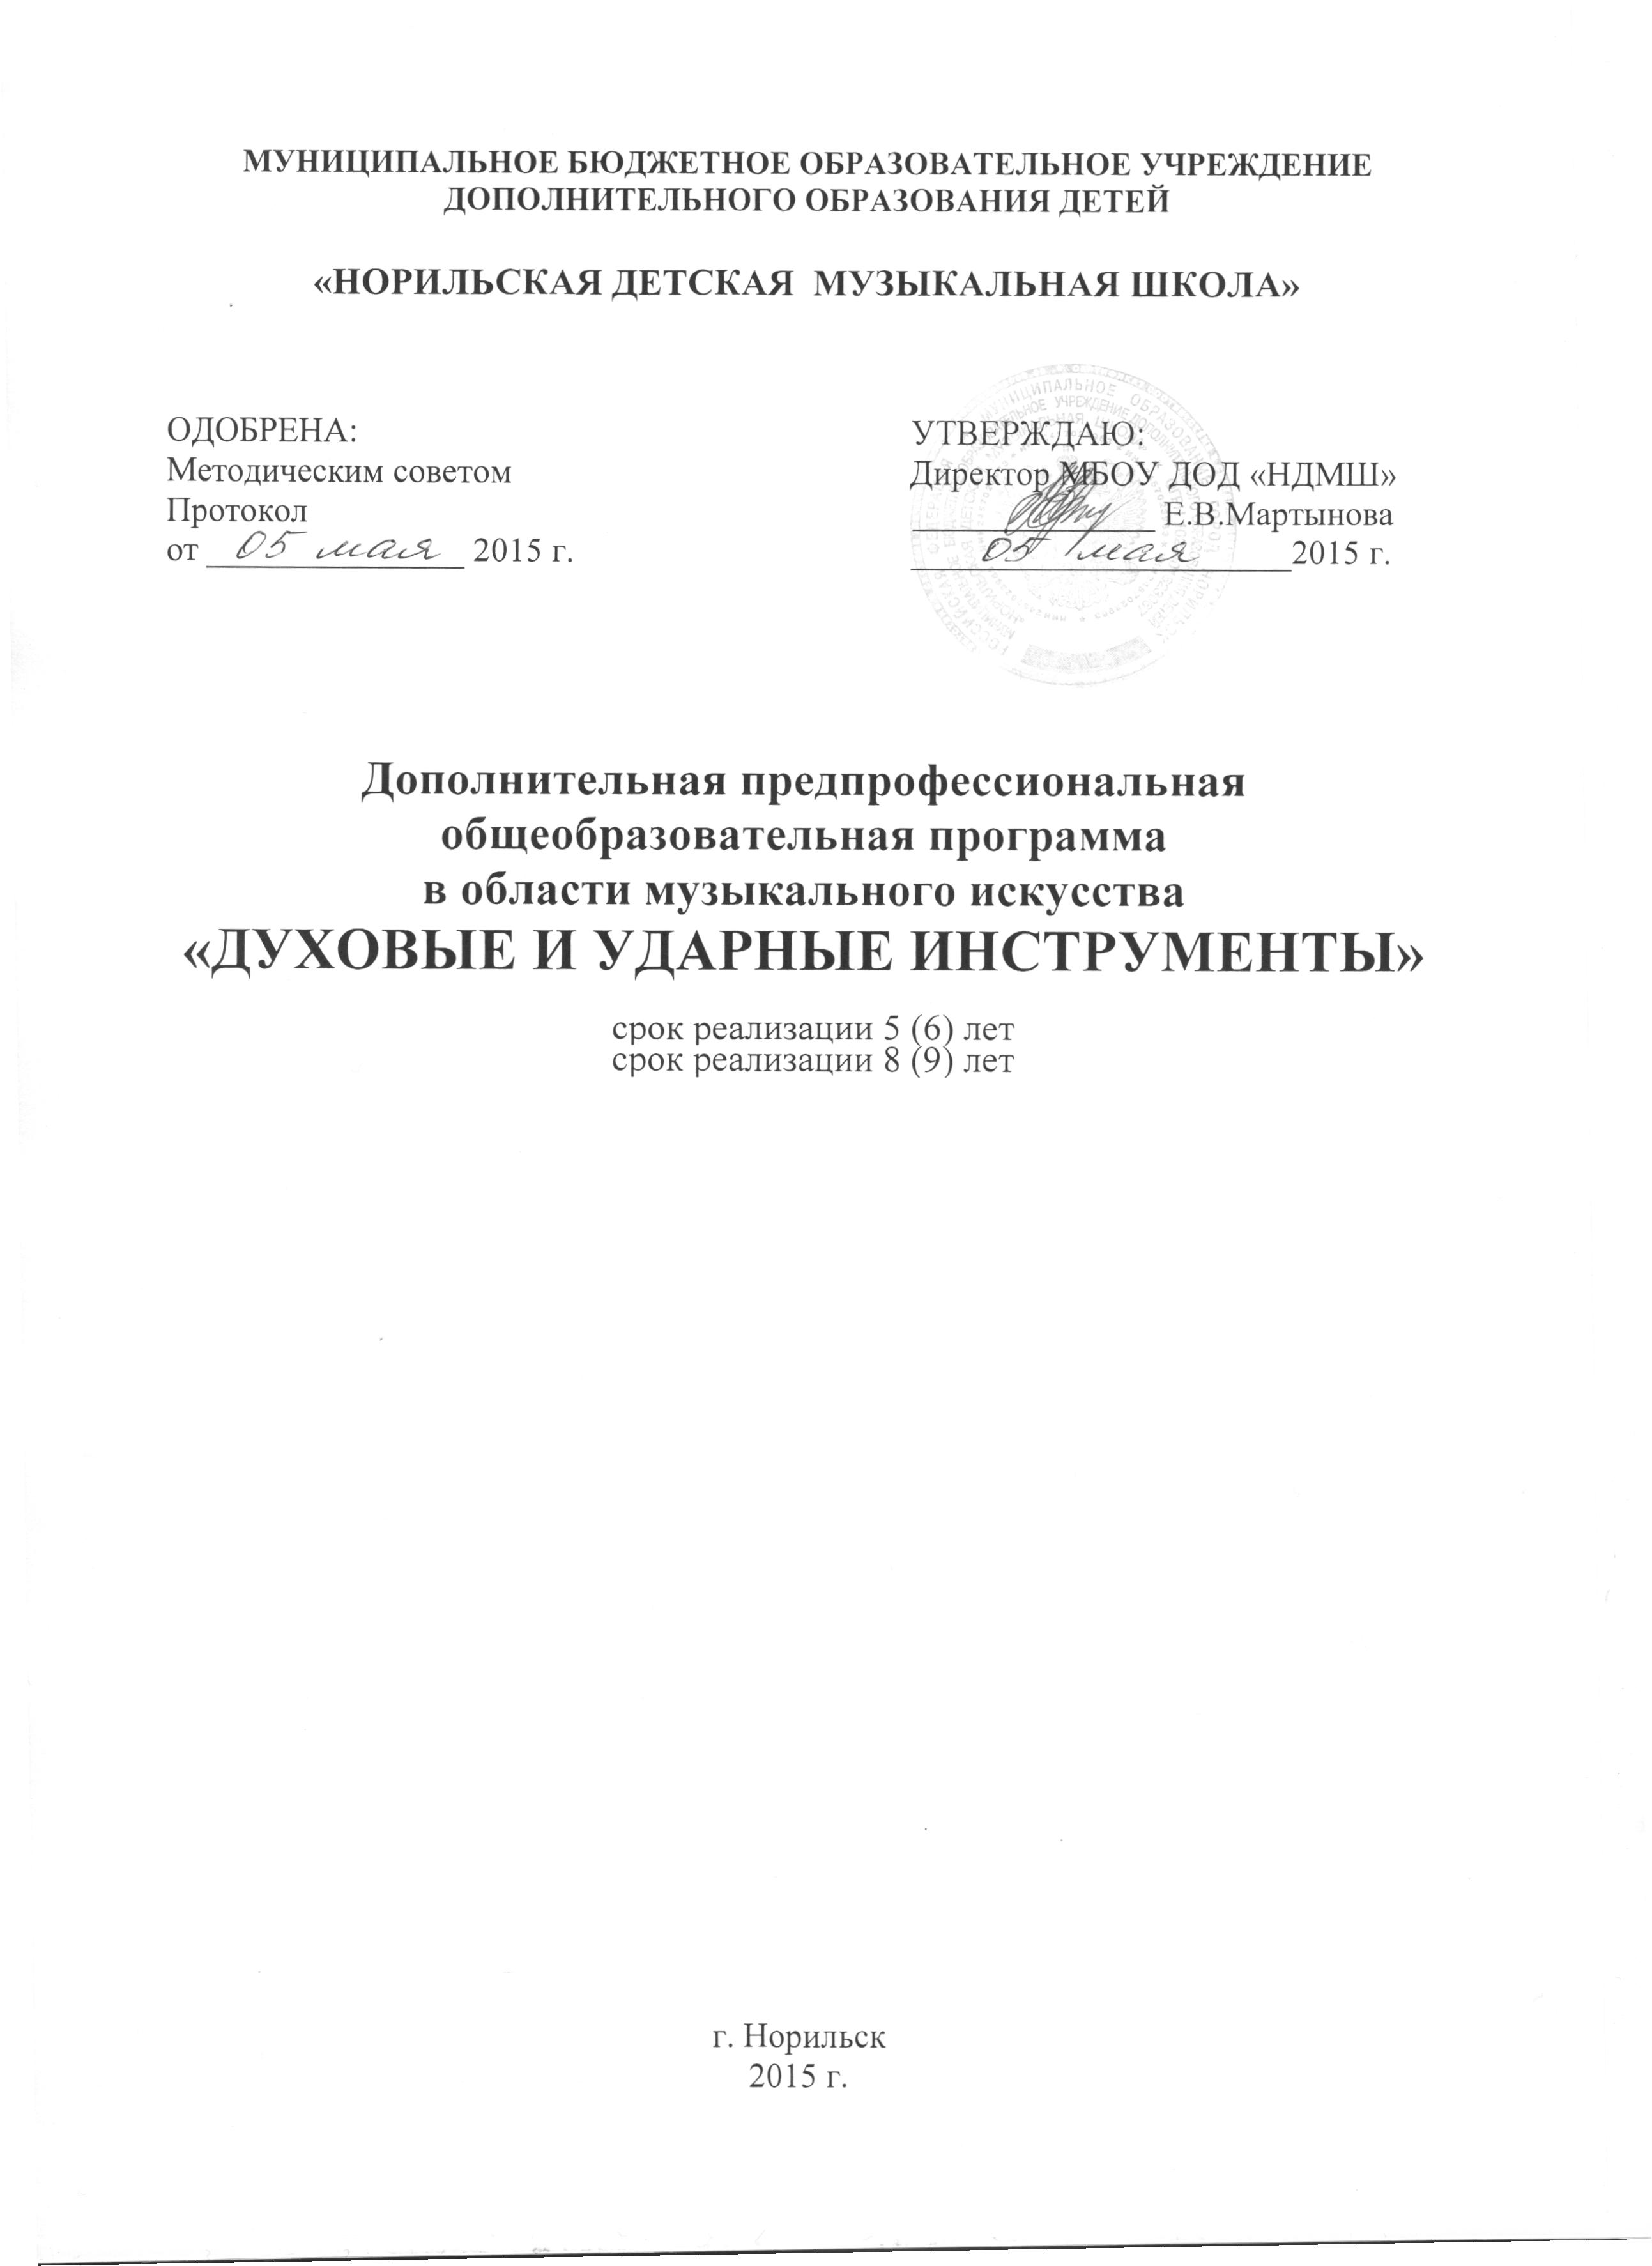 МУНИЦИПАЛЬНОЕ БЮДЖЕТНОЕ ОБРАЗОВАТЕЛЬНОЕ УЧРЕЖДЕНИЕ
ДОПОЛНИТЕЛЬНОГО ОБРАЗОВАНИЯ ДЕТЕЙ
«НОРИЛЬСКАЯ ДЕТСКАЯ МУЗЫКАЛЬНАЯ ШКОЛА»
ОДОБРЕНА:
Методическим советом
Протокол
от 05 мая 2015 г.
УТВЕРЖДАЮ:
Директор МБОУ ДОД «НДМШ»
Е.В.Мартынова
05 мая 2015 г.
Дополнительная предпрофессиональная
общеобразовательная программа
в области музыкального искусства
«ДУХОВЫЕ И УДАРНЫЕ ИНСТРУМЕНТЫ»
срок реализации 5 (6) лет
срок реализации 8 (9) лет
г. Норильск
2015 г.